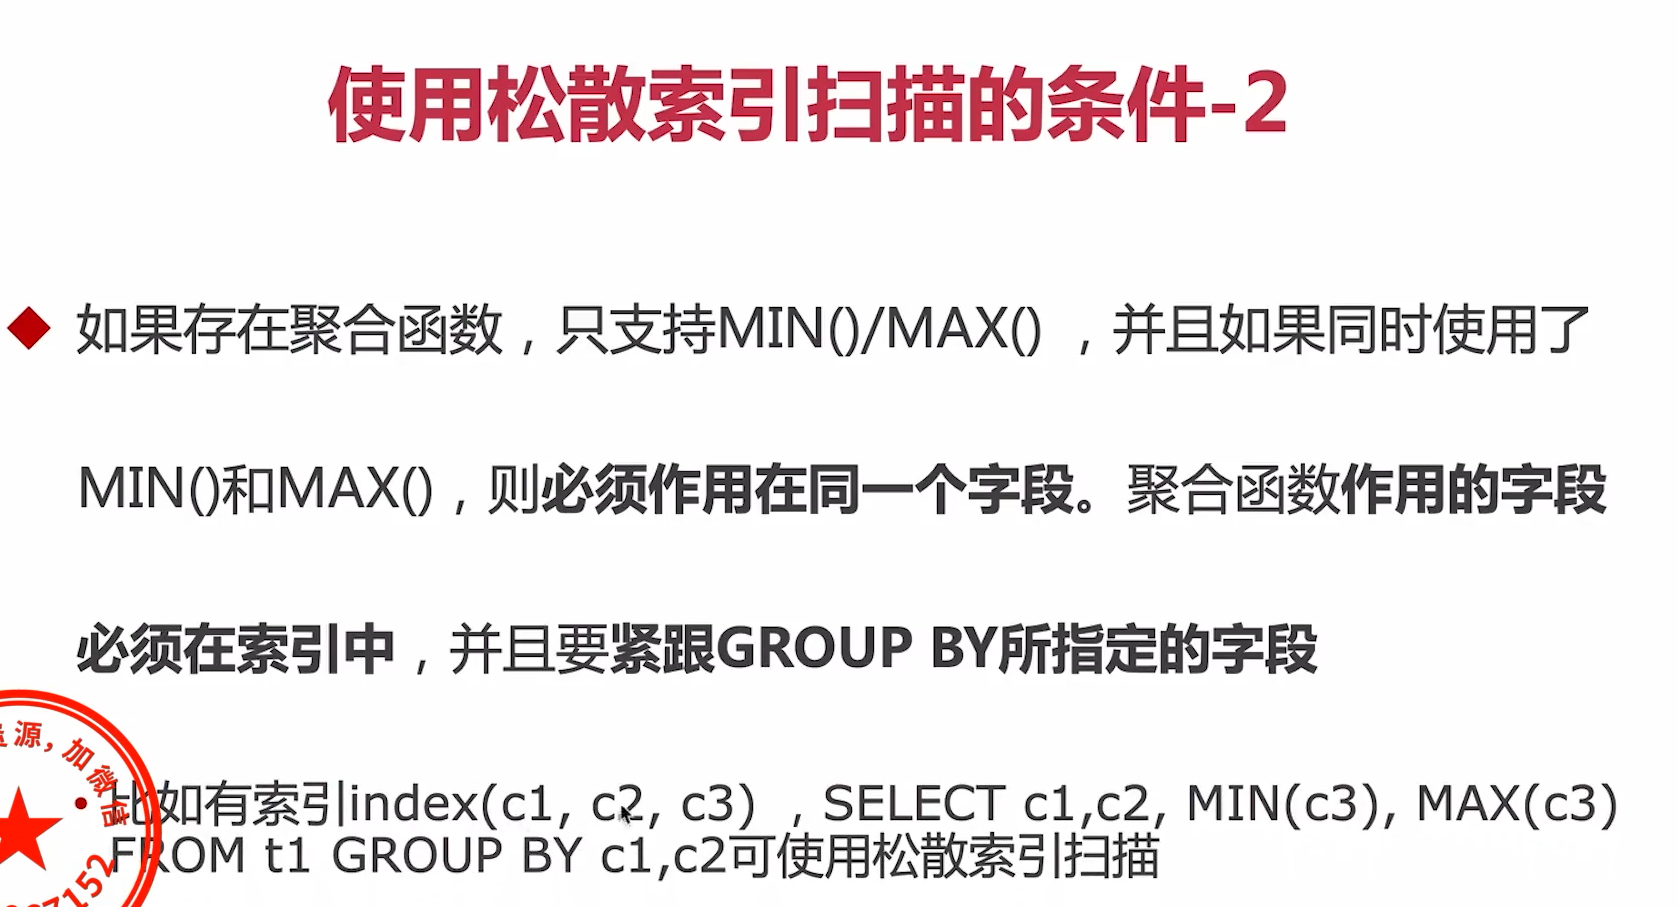 使用松散索引扫描的条件-2
如果存在聚合函数，只支持MIN()/MAX() ，并且如果同时使用了
MIN()和MAX()，则必须作用在同一个字段。聚合函数作用的字段
必须在索引中，并且要紧跟GROUP BY所指定的字段
比如有索引index(c1, c2, c3) ，SELECT c1,c2, MIN(c3), MAX(c3)
FROM t1 GROUP BY c1,c2可使用松散索引扫描
源，加微信
7152